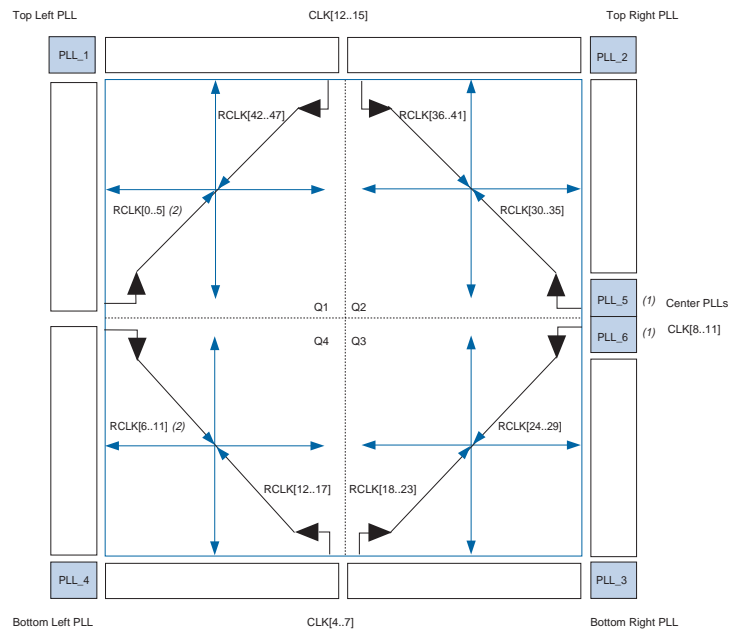 Top Left PLL
CLK[12..15]
Top Right PLL
PLL_1
PLL_2
RCLK[42..47]
RCLK[36..41]
RCLK[0..5] (2)
RCLK[30..35]
Q1
Q2
PLL_5
(1)
Center PLLs
PLL_6
(1)
CLK[8..11]
Q4
Q3
RCLK[6..11] (2)
RCLK[24..29]
RCLK[12..17]
RCLK[18..23]
PLL_4
PLL_3
Bottom Left PLL
CLK[4..7]
Bottom Right PLL